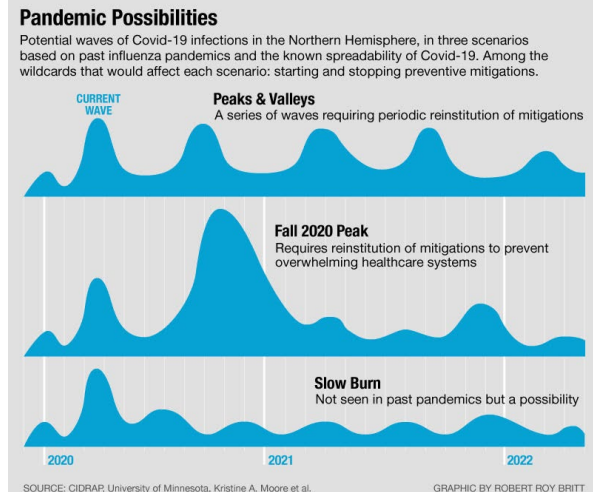 Pandemic Possibilities
Potential waves of Covid-19 infections in the Northern Hemisphere, in three scenarios
based on past influenza pandemics and the known spreadability of Covid-19. Among the
wildcards that would affect each scenario: starting and stopping preventive mitigations.
CURRENT
WAVE
Peaks & Valleys
A series of waves requiring periodic reinstitution of mitigations
Fall 2020 Peak
Requires reinstitution of mitigations to prevent
overwhelming healthcare systems
Slow Burn
Not seen in past pandemics but a possibility
2020 2021 2022
SOURCE: CIDRAP, University of Minnesota, Kristine A. Moore et al. GRAPHIC BY ROBERT ROY BRITT